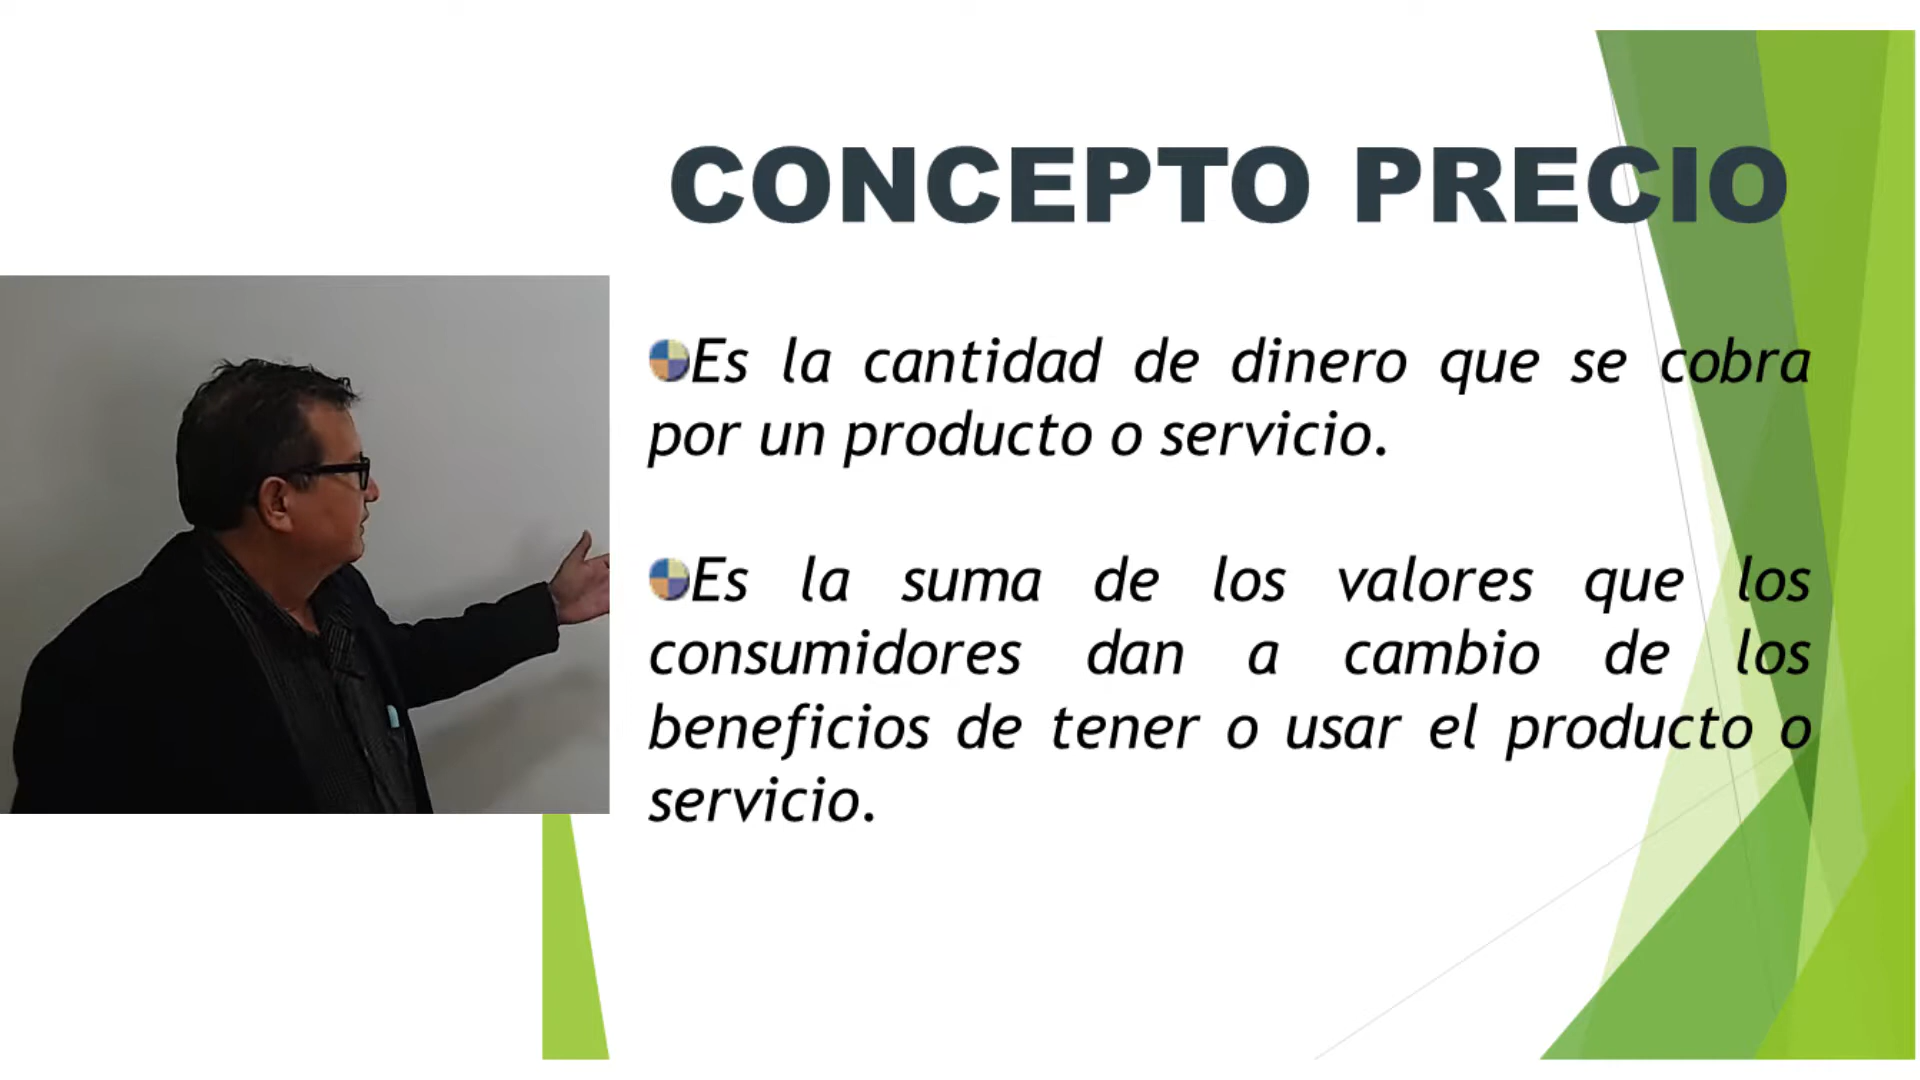 CONCEPTO PRECIO
Es la cantidad de dinero que se cobra
por un producto o servicio.
Es la suma de los valores que los
consumidores dan a cambio de los
beneficios de tener o usar el producto o
servicio.